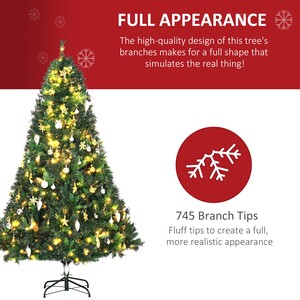 FULL APPEARANCE
The high-quality design of this tree's
branches makes for a full shape that
simulates the real thing!
745 Branch Tips
Fluff tips to create a full,
more realistic appearance